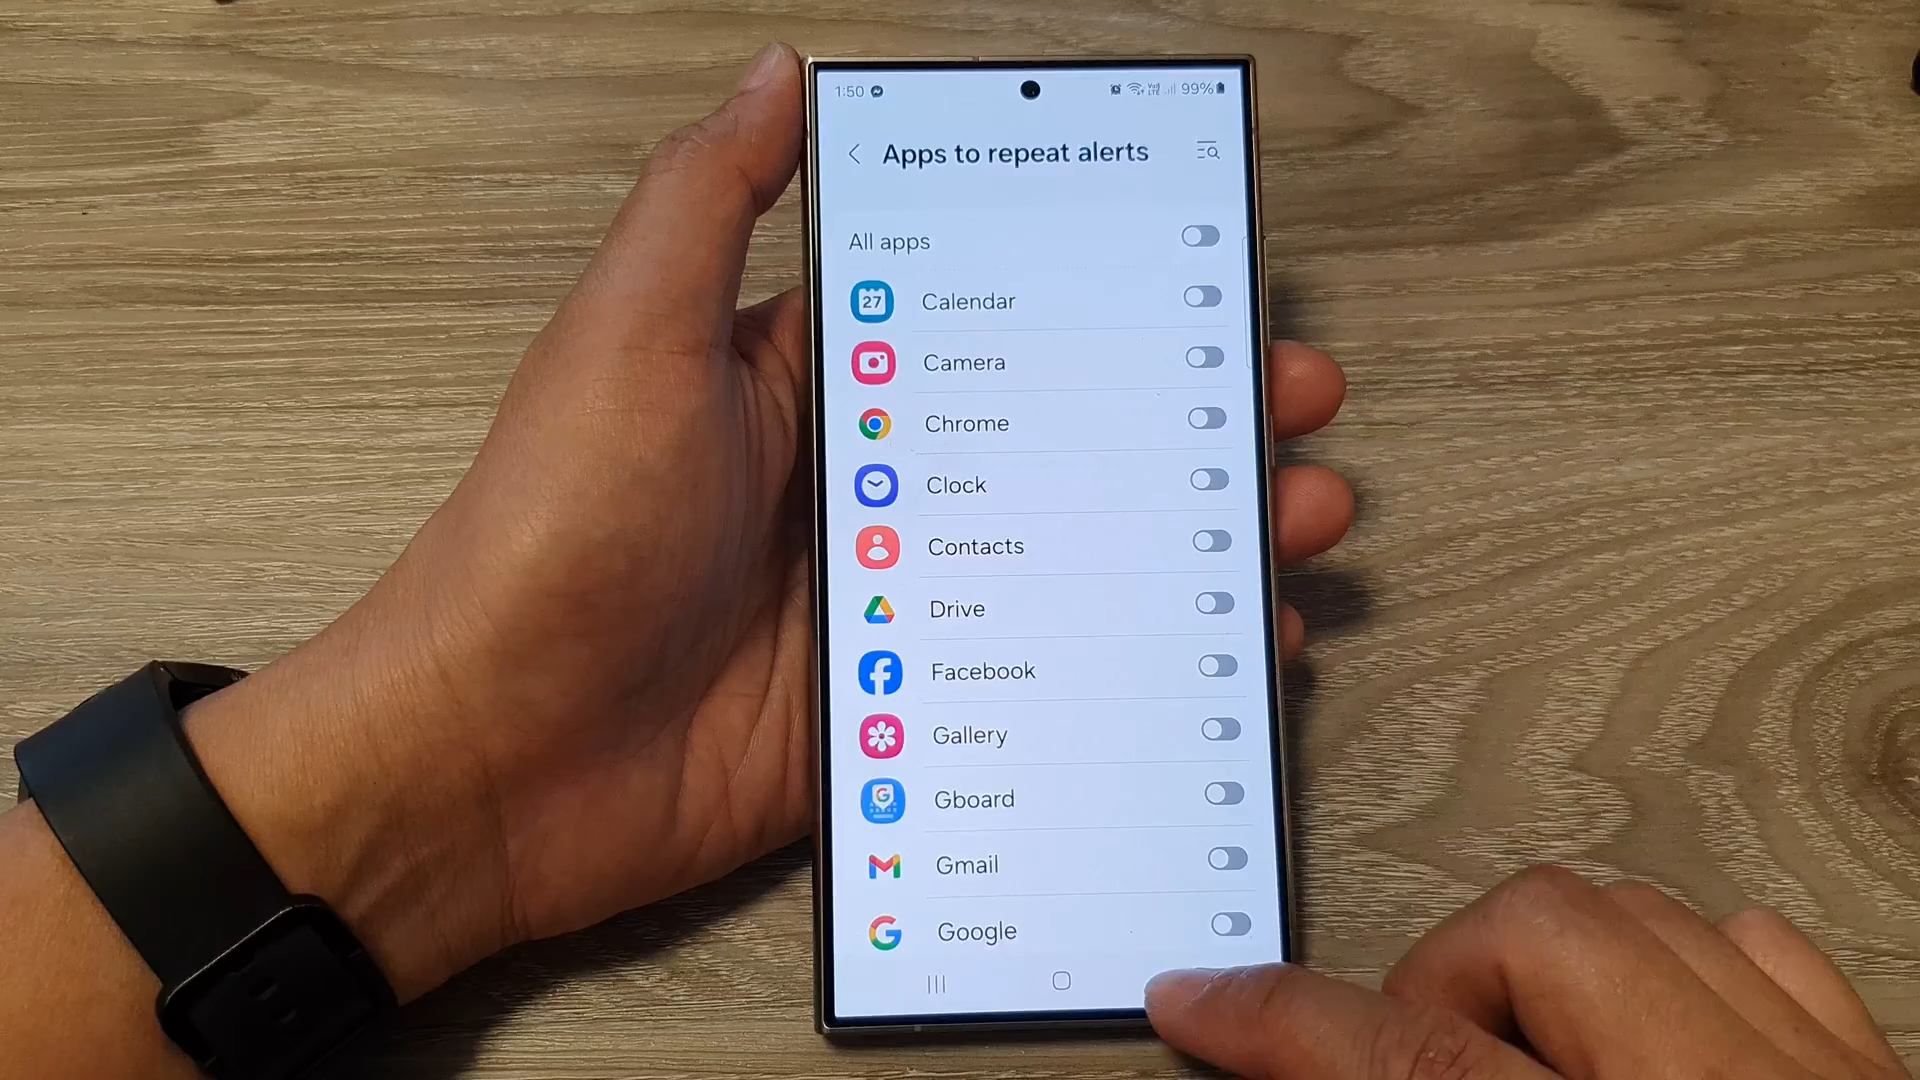 1:50 99%
Apps to repeat alerts
All apps
27 Calendar
Camera
Chrome
Clock
Contacts
Drive
Facebook
Gallery
Gboard
Gmail
Google